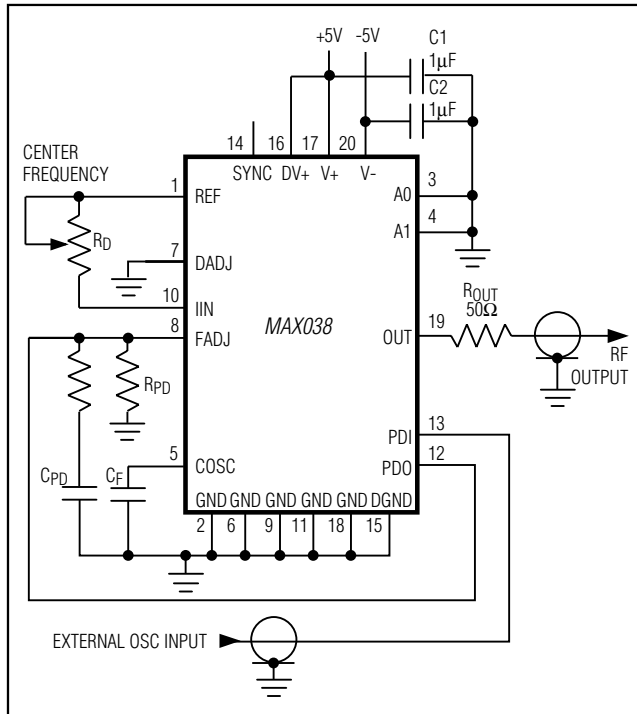 +5V -5V
C1
1µF
C2
1µF
14 16 17 20
CENTER
FREQUENCY
SYNC DV+ V+ V-
1 REF
A0 3
A1 4
RD
7 DADJ
10 IIN
8 FADJ
MAX038
OUT 19
ROUT
50Ω
RF
OUTPUT
RPD
PDI 13
PDO 12
5 COSC
CPD
CF
GND GND GND GND GND DGND
2 6 9 11 18 15
EXTERNAL OSC INPUT